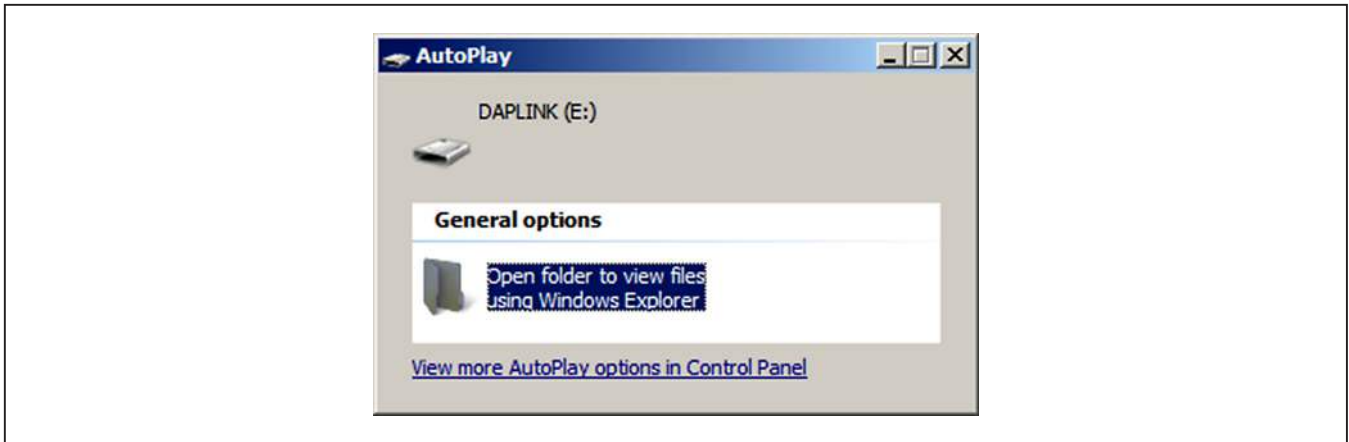 AutoPlay
DAPLINK (E:)
General options
Open folder to view files
using Windows Explorer
View more AutoPlay options in Control Panel